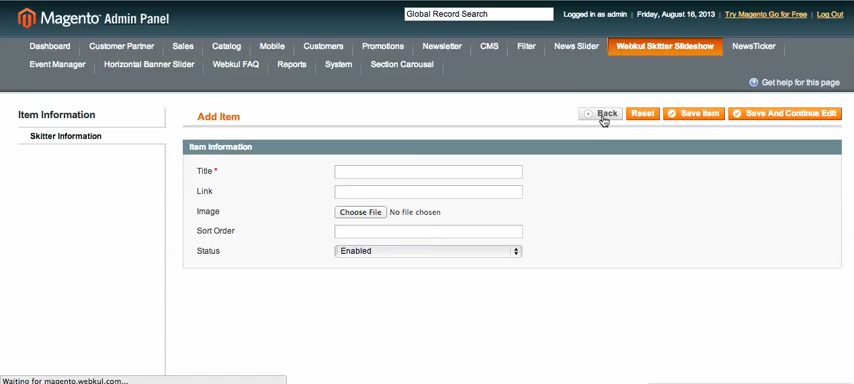 Magento Admin Panel
Global Record Search
Logged in as admin | Friday, August 16, 2013 | Try Magento Go for Free | Log Out
Dashboard Customer Partner Sales Catalog Mobile Customers Promotions Newsletter CMS Filter News Slider Webkul Skitter Slideshow NewsTicker
Event Manager Horizontal Banner Slider Webkul FAQ Reports System Section Carousal
Get help for this page
Item Information
Skitter Information
Add Item
Back Reset Save Item Save And Continue Edit
Item Information
Title *
Link
Image Choose File No file chosen
Sort Order
Status Enabled
Waiting for magento.webkul.com...